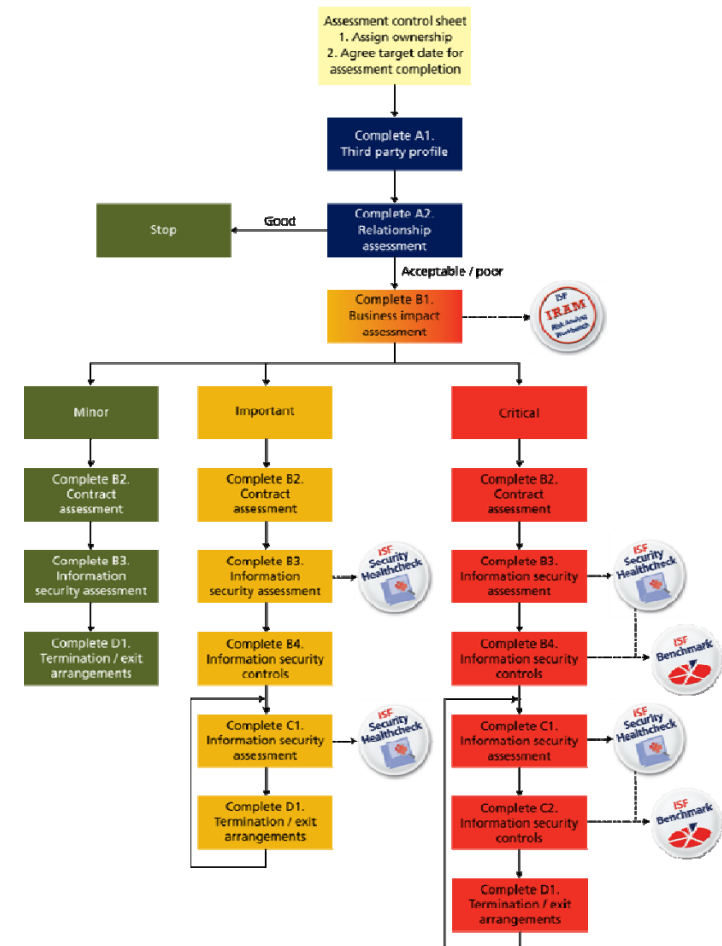 Assessment control sheet
1. Assign ownership
2. Agree target date for
assessment completion
Complete A1.
Third party profile
Stop
Good
Complete A2.
Relationship
assessment
Acceptable / poor
Complete B1.
Business impact
assessment
ISF
IRAM
Risk Analyst
Workbench
Minor
Important
Critical
Complete B2.
Contract
assessment
Complete B2.
Contract
assessment
Complete B2.
Contract
assessment
Complete B3.
Information
security assessment
Complete B3.
Information
security assessment
ISF
Security
Healthcheck
Complete B3.
Information security
assessment
ISF
Security
Healthcheck
Complete D1.
Termination / exit
arrangements
Complete B4.
Information security
controls
Complete B4.
Information security
controls
ISF
Benchmark
Complete C1.
Information security
assessment
ISF
Security
Healthcheck
Complete C1.
Information security
assessment
ISF
Security
Healthcheck
Complete D1.
Termination / exit
arrangements
Complete C2.
Information security
controls
ISF
Benchmark
Complete D1.
Termination / exit
arrangements